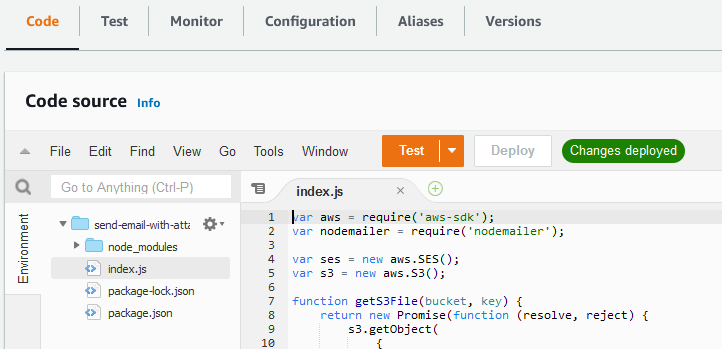 Code Test Monitor Configuration Aliases Versions
Code source Info
File Edit Find View Go Tools Window Test Deploy Changes deployed
Go to Anything (Ctrl-P) index.js
Environment
send-email-with-atta
node_modules
index.js
package-lock.json
package.json
1 var aws = require('aws-sdk');
2 var nodemailer = require('nodemailer');
3
4 var ses = new aws.SES();
5 var s3 = new aws.S3();
6
7 function getS3File(bucket, key) {
8 return new Promise(function (resolve, reject) {
9 s3.getObject(
10 {